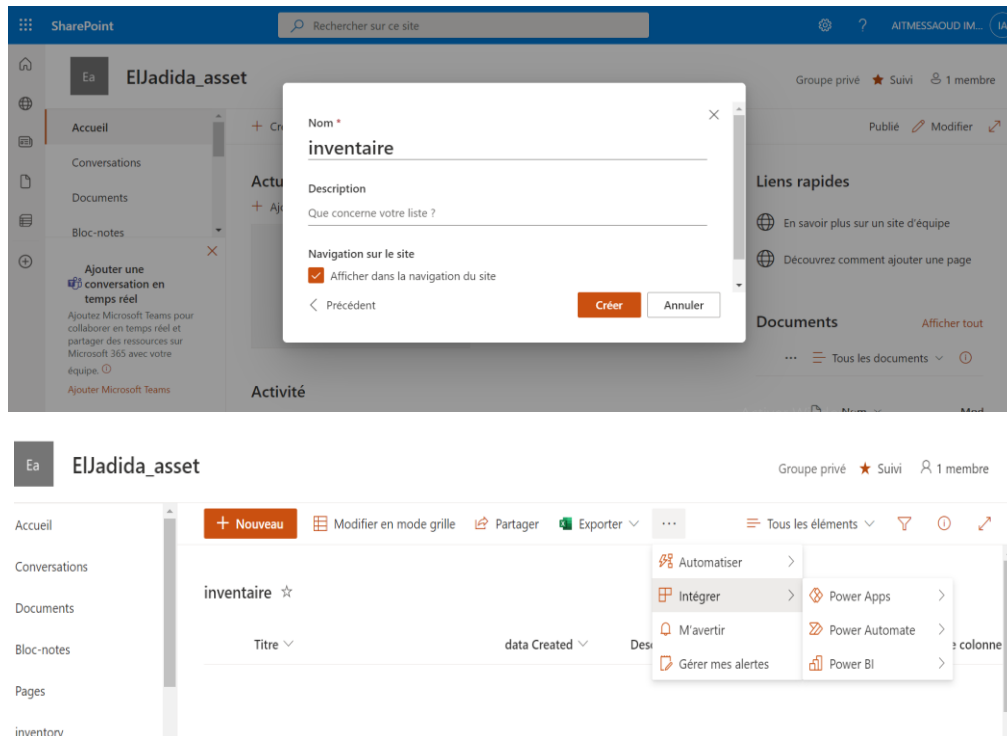 SharePoint
Rechercher sur ce site
?
AITMESSAOUD IM...
IA
Ea
ElJadida_asset
Groupe privé
Suivi
1 membre
Accueil
Conversations
Documents
Bloc-notes
Publié
Modifier
Nom *
inventaire
Description
Que concerne votre liste ?
Navigation sur le site
Afficher dans la navigation du site
Précédent
Créer
Annuler
Liens rapides
En savoir plus sur un site d'équipe
Découvrez comment ajouter une page
Ajouter une
conversation en
temps réel
Ajoutez Microsoft Teams pour
collaborer en temps réel et
partager des ressources sur
Microsoft 365 avec votre
équipe.
Ajouter Microsoft Teams
Activité
Documents
Afficher tout
Tous les documents
Ea
ElJadida_asset
Groupe privé
Suivi
1 membre
Accueil
Conversations
Documents
Bloc-notes
Pages
inventory
+ Nouveau
Modifier en mode grille
Partager
Exporter
...
Tous les éléments
inventaire
Titre
data Created
Automatiser
Intégrer
M'avertir
Gérer mes alertes
Power Apps
Power Automate
Power BI
colonne